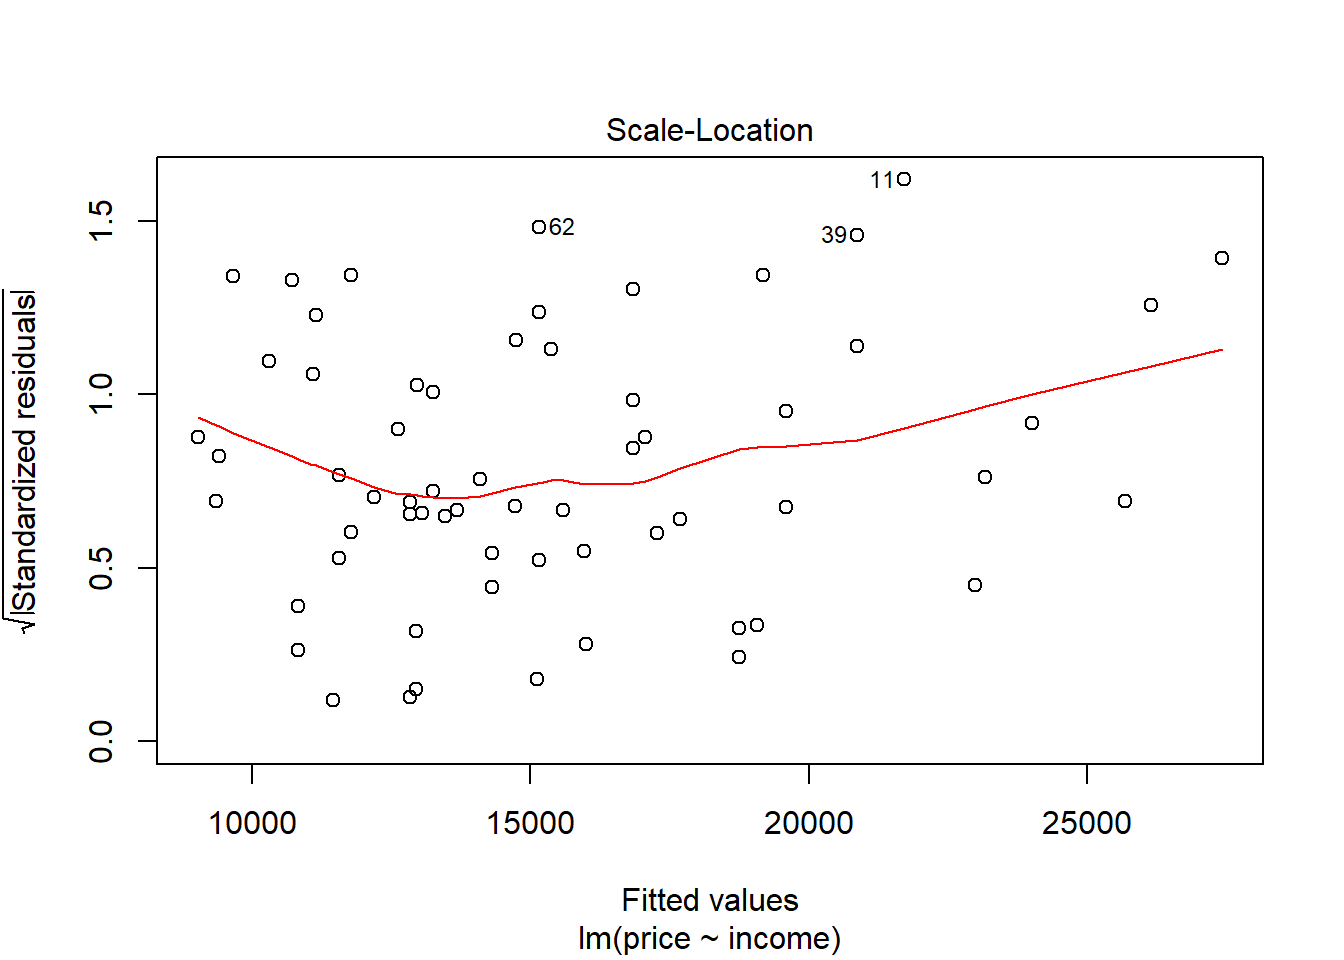 Scale-Location
√|Standardized residuals|
1.5
1.0
0.5
0.0
11
62
39
10000 15000 20000 25000
Fitted values
lm(price ~ income)